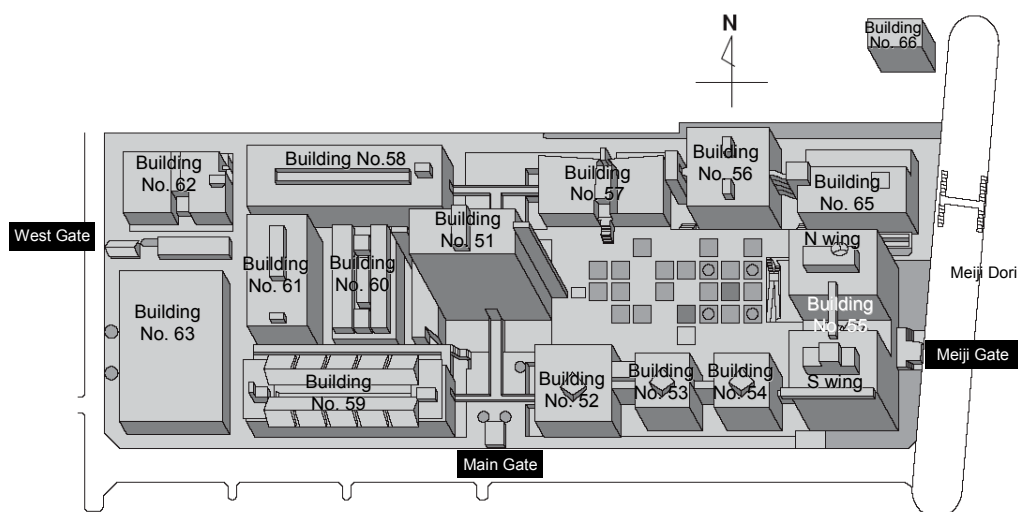 N
Building
No. 66
Building
No. 62
Building No.58
Building
No. 57
Building
No. 56
Building
No. 65
West Gate
Building
No. 51
N wing
Building
No. 61
Building
No. 60
Meiji Dori
Building
No. 63
Building
No. 55
Meiji Gate
Building
No. 59
Building
No. 52
Building
No. 53
Building
No. 54
S wing
Main Gate